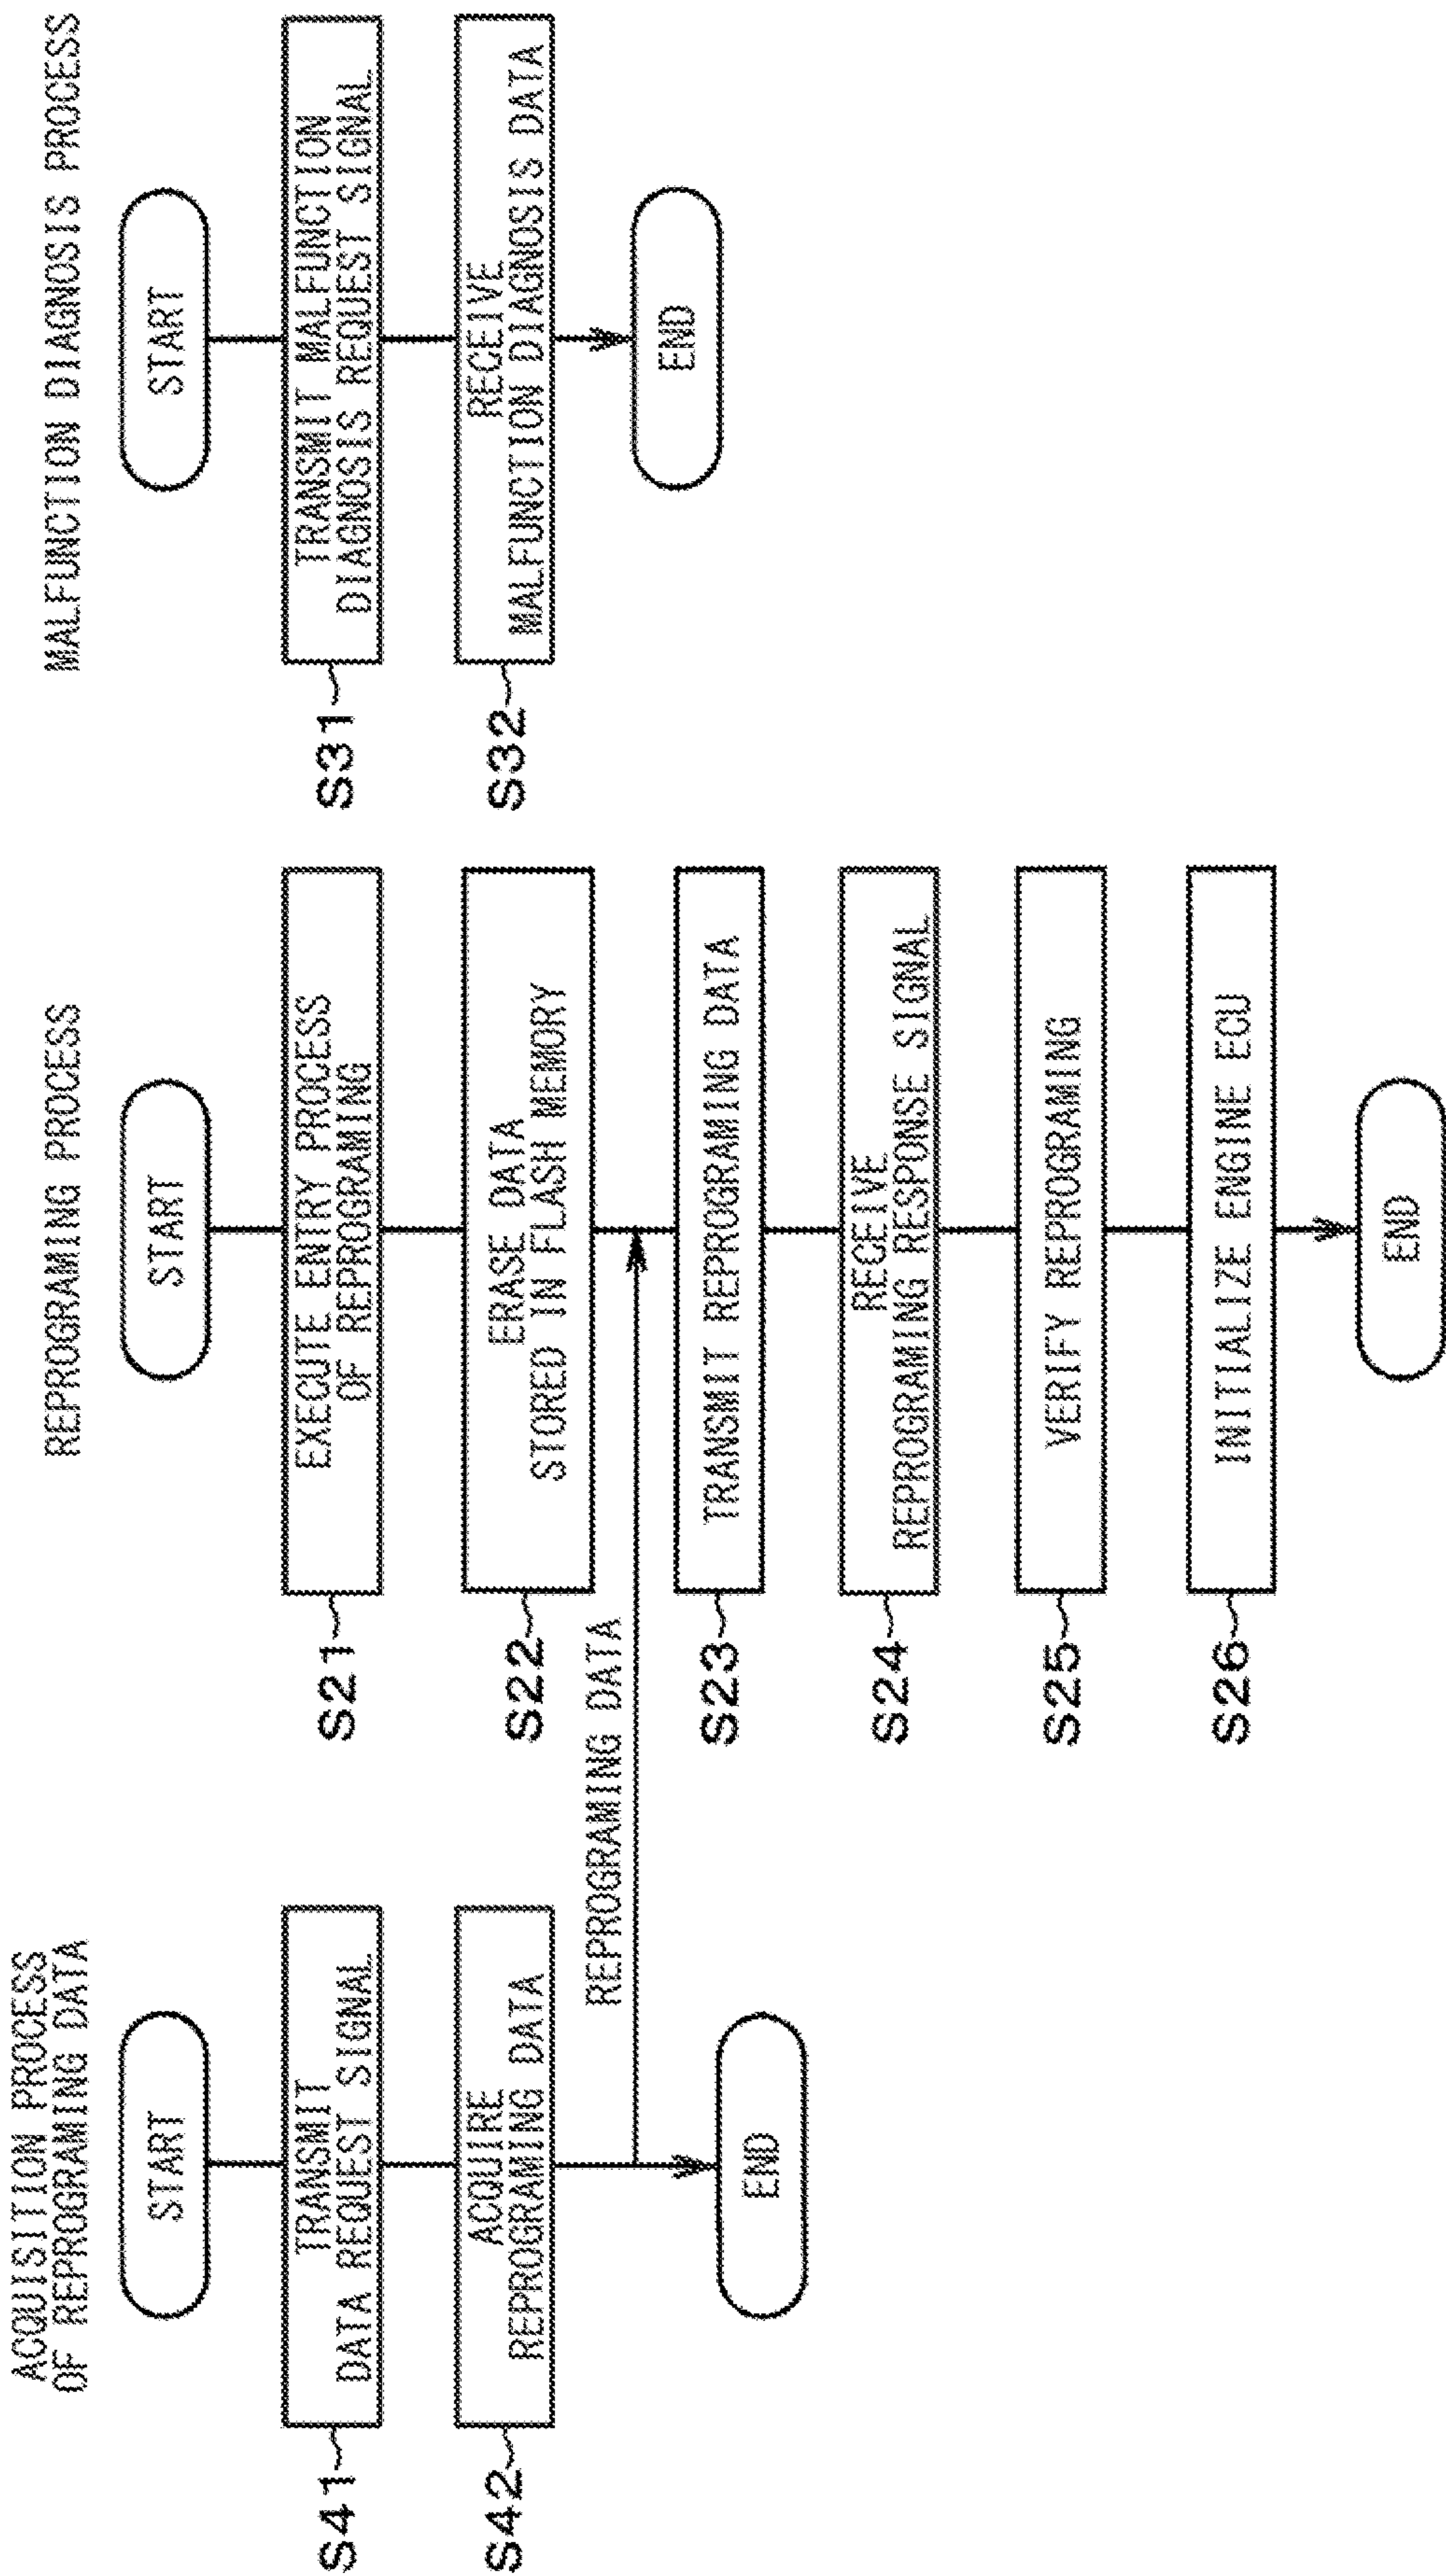 ACQUISITION PROCESS
OF REPROGRAMING DATA
START
S41
TRANSMIT
DATA REQUEST SIGNAL
S42
ACQUIRE
REPROGRAMING DATA
REPROGRAMING DATA
END
REPROGRAMING PROCESS
START
S21
EXECUTE ENTRY PROCESS
OF REPROGRAMING
S22
ERASE DATA
STORED IN FLASH MEMORY
S23
TRANSMIT REPROGRAMING DATA
S24
RECEIVE
REPROGRAMING RESPONSE SIGNAL
S25
VERIFY REPROGRAMING
S26
INITIALIZE ENGINE ECU
END
MALFUNCTION DIAGNOSIS PROCESS
START
S31
TRANSMIT MALFUNCTION
DIAGNOSIS REQUEST SIGNAL
S32
RECEIVE
MALFUNCTION DIAGNOSIS DATA
END